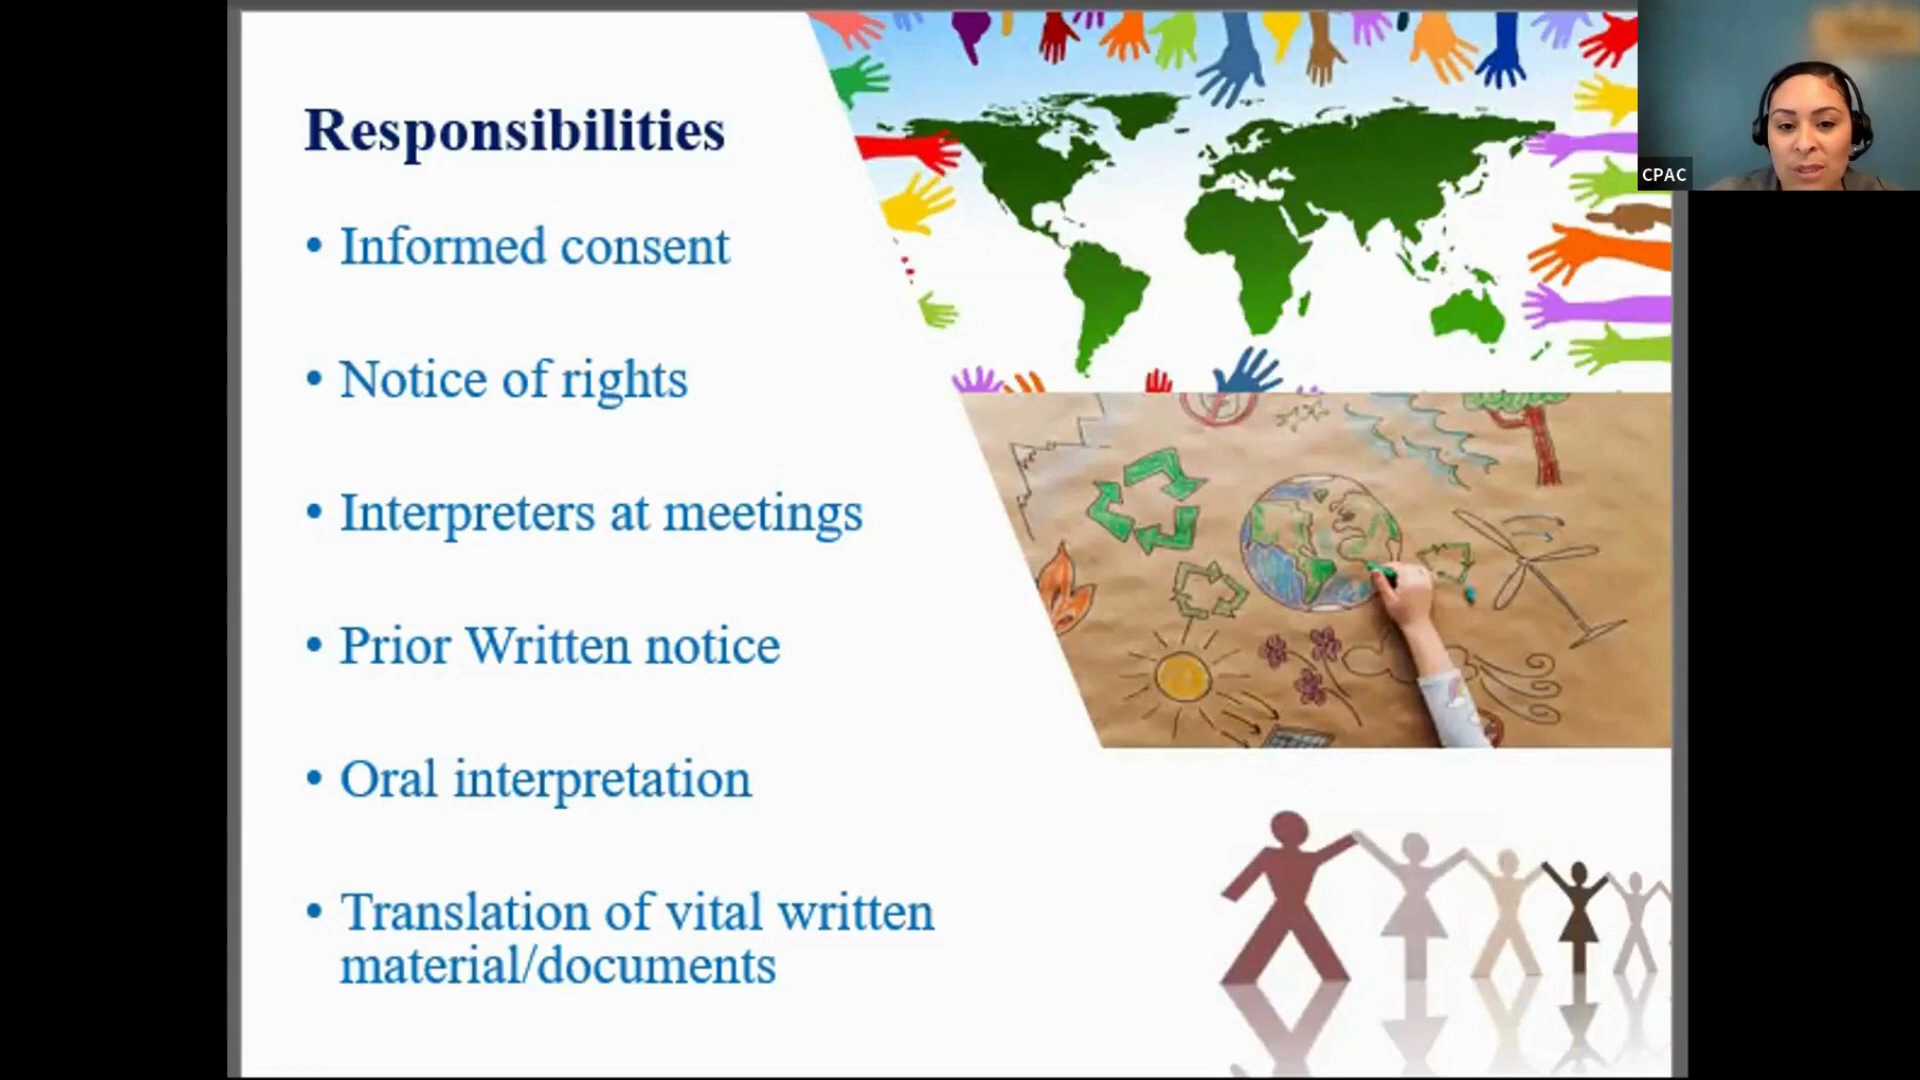 Responsibilities
• Informed consent
• Notice of rights
• Interpreters at meetings
• Prior Written notice
• Oral interpretation
• Translation of vital written
material/documents
CPAC